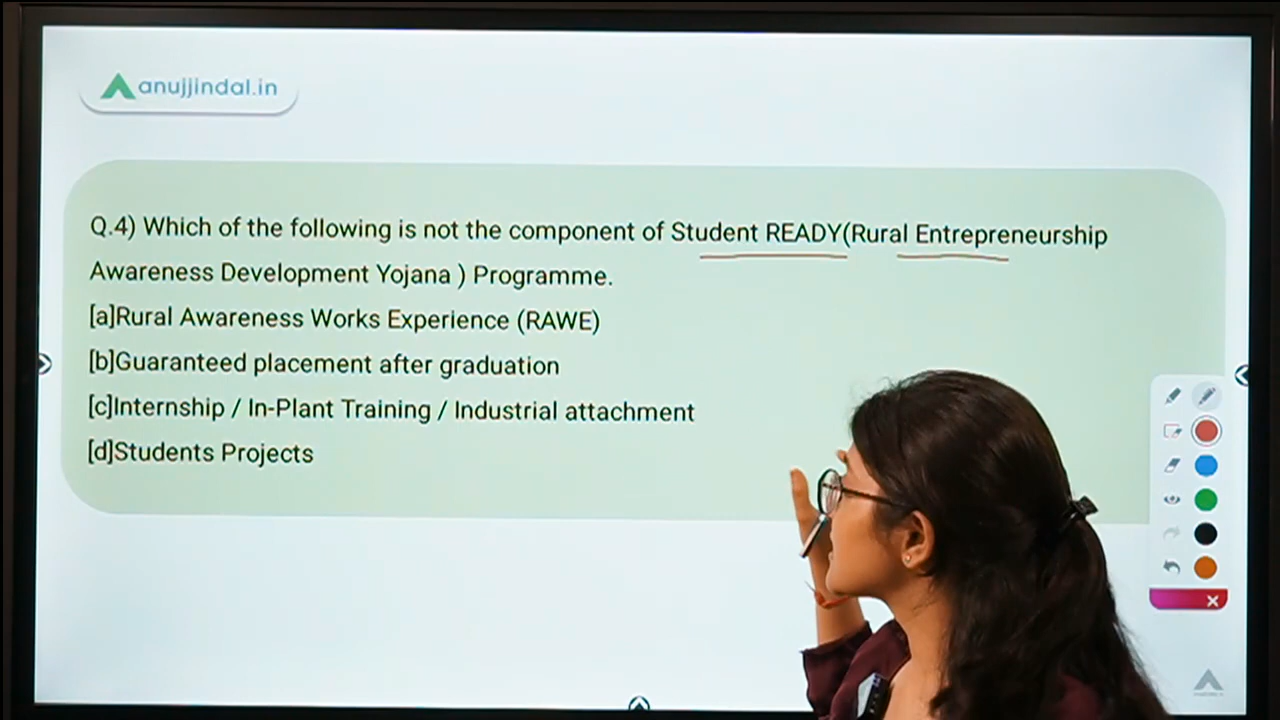 anujjindal.in
Q.4) Which of the following is not the component of Student READY(Rural Entrepreneurship
Awareness Development Yojana ) Programme.
[a]Rural Awareness Works Experience (RAWE)
[b]Guaranteed placement after graduation
[c]Internship / In-Plant Training / Industrial attachment
[d]Students Projects